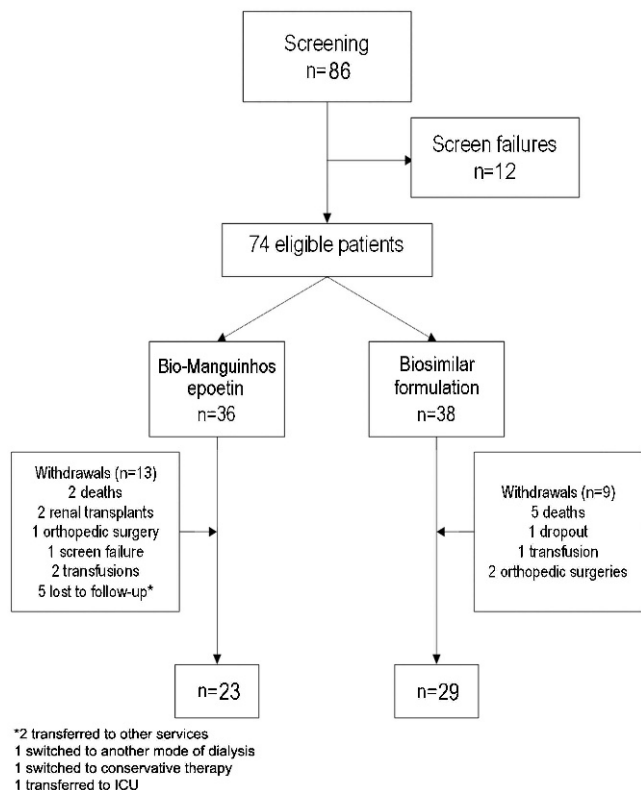 Screening
n=86
Screen failures
n=12
74 eligible patients
Bio-Manguinhos
epoetin
n=36
Biosimilar
formulation
n=38
Withdrawals (n=13)
2 deaths
2 renal transplants
1 orthopedic surgery
1 screen failure
2 transfusions
5 lost to follow-up*
Withdrawals (n=9)
5 deaths
1 dropout
1 transfusion
2 orthopedic surgeries
n=23
n=29
*2 transferred to other services
1 switched to another mode of dialysis
1 switched to conservative therapy
1 transferred to ICU